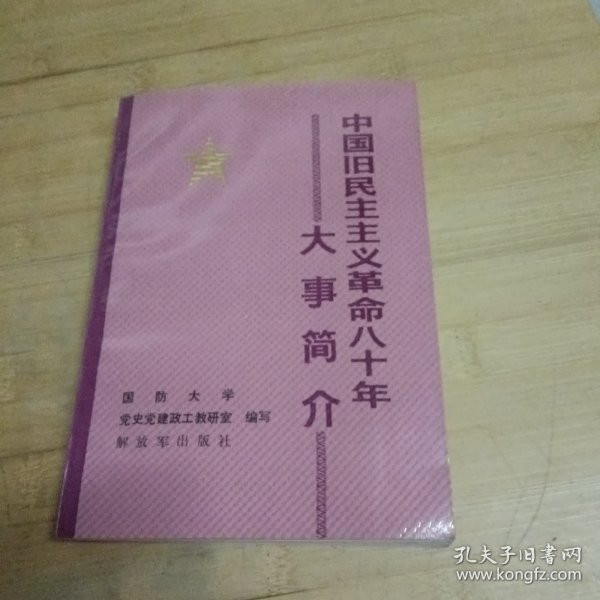 中国旧民主主义革命八十年
大事简介
国防大学
党史党建政工教研室 编写
解放军出版社
孔夫子旧书网
www.kongfz.com